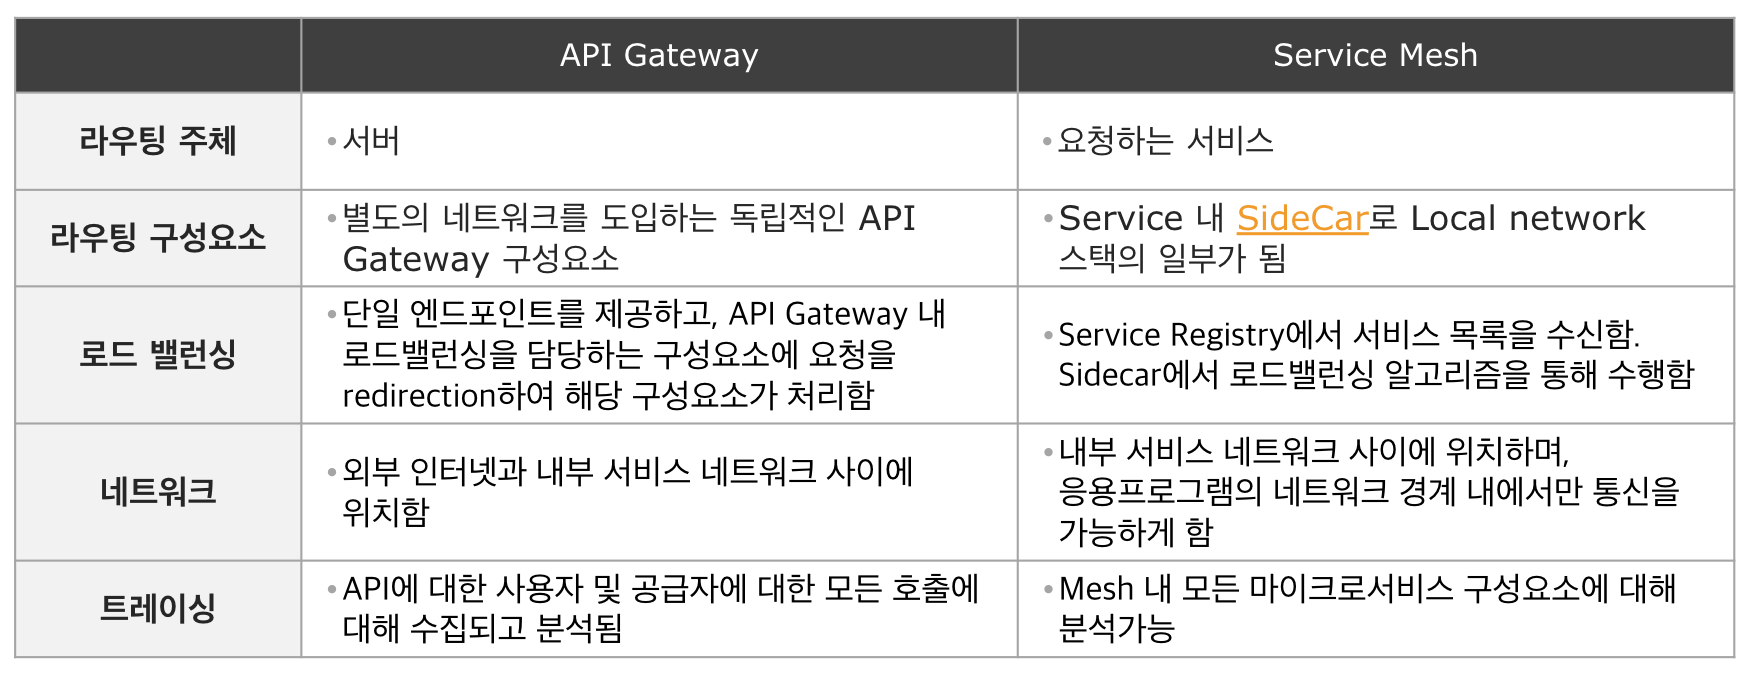 API Gateway
Service Mesh
라우팅 주체
•서버
•요청하는 서비스
라우팅 구성요소
•별도의 네트워크를 도입하는 독립적인 API
Gateway 구성요소
•Service 내 SideCar로 Local network
스택의 일부가 됨
로드 밸런싱
•단일 엔드포인트를 제공하고, API Gateway 내
로드밸런싱을 담당하는 구성요소에 요청을
redirection하여 해당 구성요소가 처리함
•Service Registry에서 서비스 목록을 수신함.
Sidecar에서 로드밸런싱 알고리즘을 통해 수행함
네트워크
•외부 인터넷과 내부 서비스 네트워크 사이에
위치함
•내부 서비스 네트워크 사이에 위치하며,
응용프로그램의 네트워크 경계 내에서만 통신을
가능하게 함
트레이싱
•API에 대한 사용자 및 공급자에 대한 모든 호출에
대해 수집되고 분석됨
•Mesh 내 모든 마이크로서비스 구성요소에 대해
분석가능